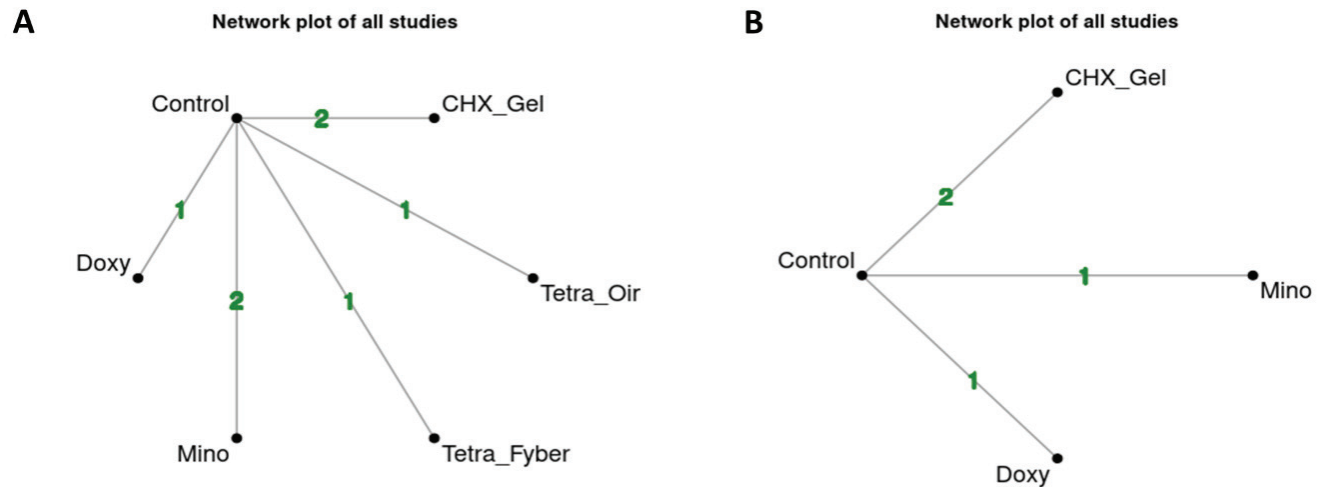 A
Network plot of all studies
Control
2
CHX_Gel
1
1
Doxy
Tetra_Oir
2
1
Mino
Tetra_Fyber
B
Network plot of all studies
CHX_Gel
2
Control
1
Mino
1
Doxy